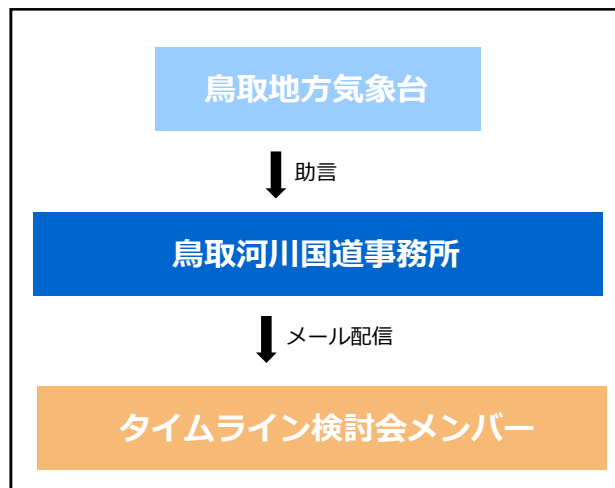 鳥取地方気象台
助言
鳥取河川国道事務所
メール配信
タイムライン検討会メンバー